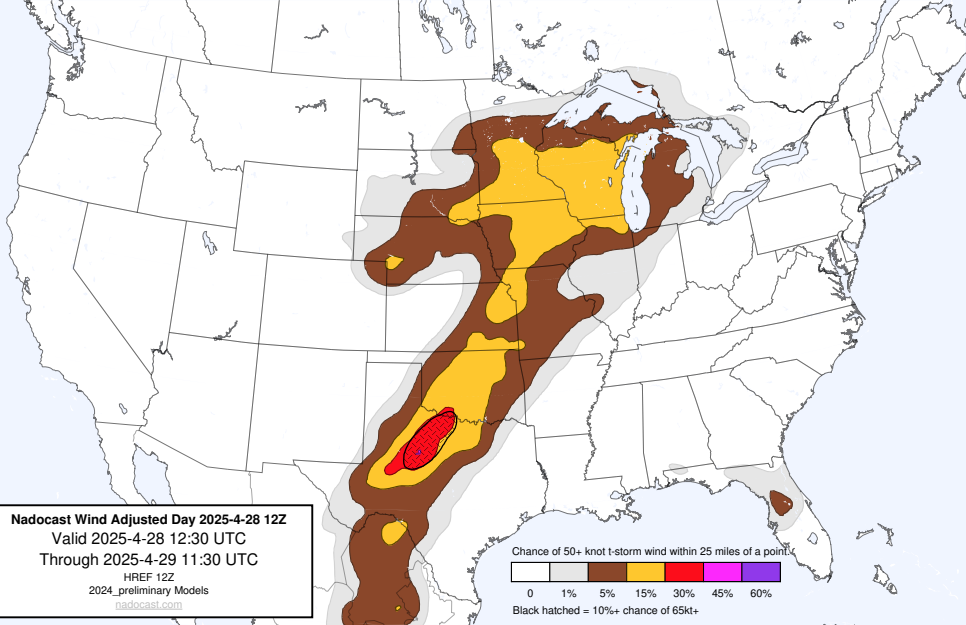 Nadocast Wind Adjusted Day 2025-4-28 12Z
Valid 2025-4-28 12:30 UTC
Through 2025-4-29 11:30 UTC
HREF 12Z
2024_preliminary Models
nadocast.com
Chance of 50+ knot t-storm wind within 25 miles of a point.
0 1% 5%+ 15% 30% 45% 60%
Black hatched = 10%+ chance of 65kt+